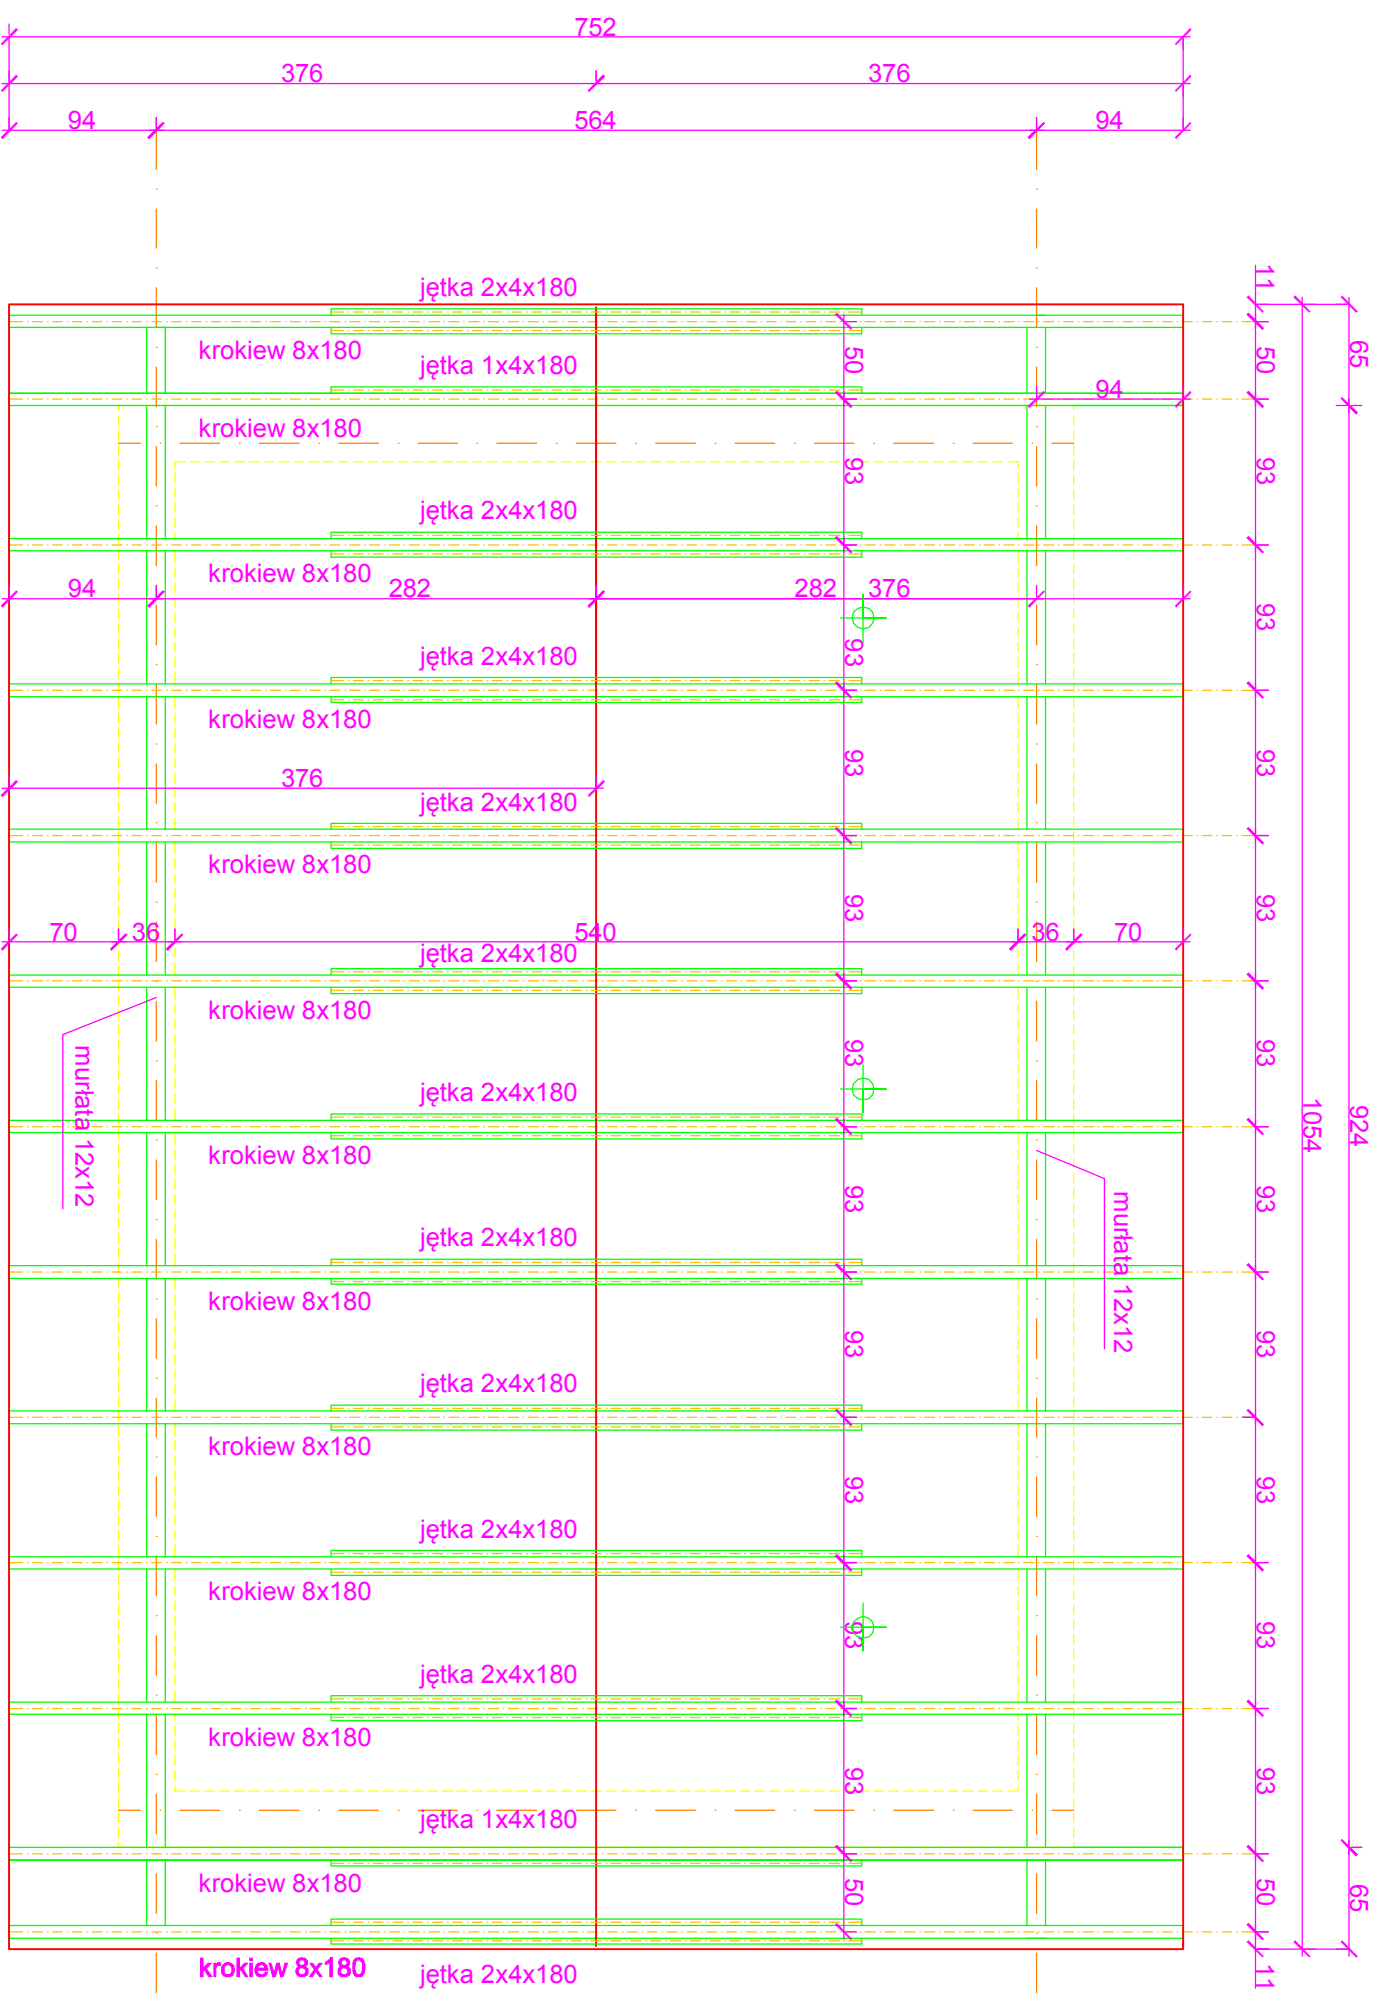 752
376 376
94 564 94
11
jętka 2x4x180
krokiew 8x180
50
50
65
jętka 1x4x180
94
krokiew 8x180
93
93
jętka 2x4x180
krokiew 8x180
94 282 282 376
93
93
jętka 2x4x180
krokiew 8x180
376
93
93
jętka 2x4x180
krokiew 8x180
93
93
70 36 540 36 70
jętka 2x4x180
krokiew 8x180
murłata 12x12
93
93
jętka 2x4x180
1054
924
krokiew 8x180
murłata 12x12
93
93
jętka 2x4x180
krokiew 8x180
93
93
jętka 2x4x180
krokiew 8x180
93
93
jętka 2x4x180
krokiew 8x180
93
93
jętka 2x4x180
krokiew 8x180
93
93
jętka 1x4x180
krokiew 8x180
50
50
65
krokiew 8x180
jętka 2x4x180
11